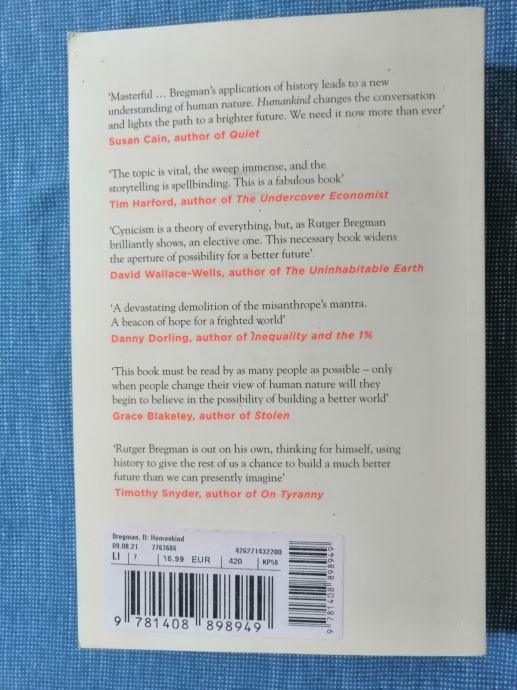 'Masterful ... Bregman's application of history leads to a new
understanding of human nature. Humankind changes the conversation
and lights the path to a brighter future. We need it now more than ever'
Susan Cain, author of Quiet
'The topic is vital, the sweep immense, and the
storytelling is spellbinding. This is a fabulous book'
Tim Harford, author of The Undercover Economist
'Cynicism is a theory of everything, but, as Rutger Bregman
brilliantly shows, an elective one. This necessary book widens
the aperture of possibility for a better future'.
David Wallace-Wells, author of The Uninhabitable Earth
'A devastating demolition of the misanthrope's mantra.
A beacon of hope for a frighted world'
Danny Dorling, author of Inequality and the 1%
'This book must be read by as many people as possible – only
when people change their view of human nature will they
begin to believe in the possibility of building a better world'
Grace Blakeley, author of Stolen
'Rutger Bregman is out on his own, thinking for himself, using
history to give the rest of us a chance to build a much better
future than we can presently imagine'
Timothy Snyder, author of On Tyranny
Bregman, R: Humankind
09.08.21 7763686 426271432200
LI 7 16.99 EUR 420 KP58
9 781408 898949
9 781408 898949